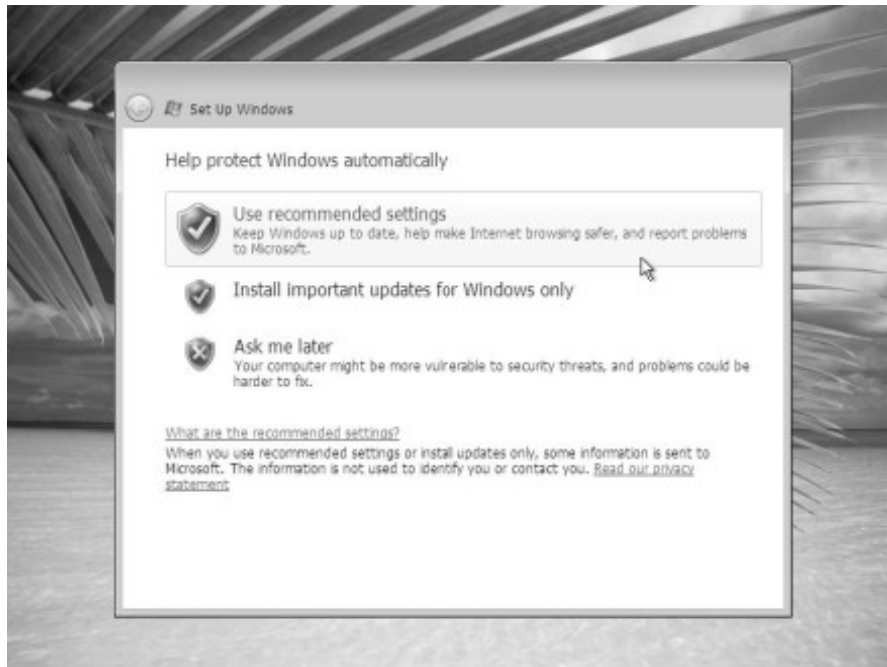 Set Up Windows
Help protect Windows automatically
Use recommended settings
Keep Windows up to date, help make Internet browsing safer, and report problems
to Microsoft.
Install important updates for Windows only
Ask me later
Your computer might be more vulnerable to security threats, and problems could be
harder to fix.
What are the recommended settings?
When you use recommended settings or install updates only, some information is sent to
Microsoft. The information is not used to identify you or contact you. Read our privacy
statement